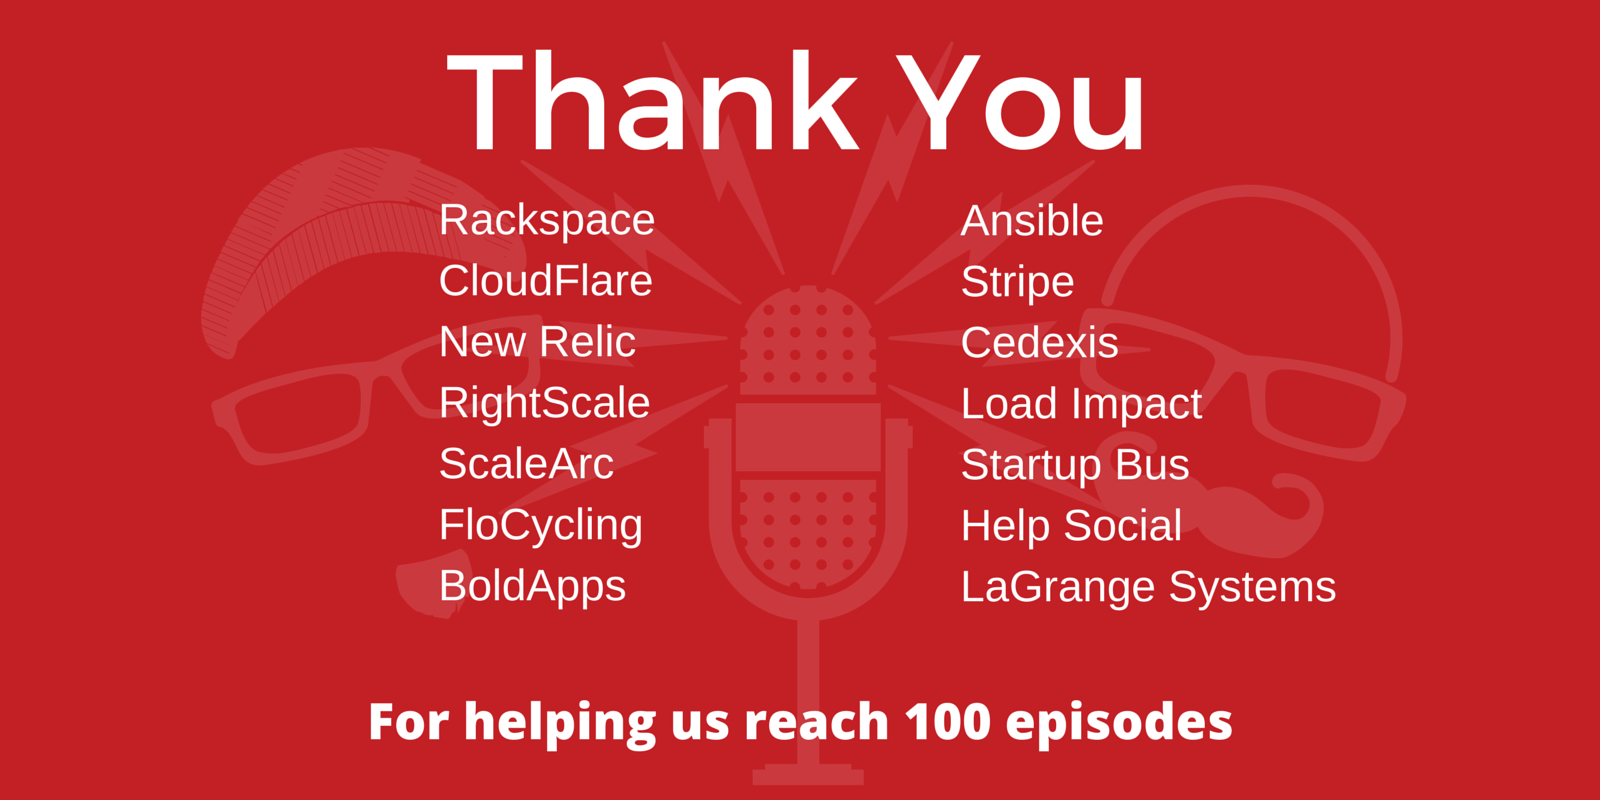 Thank You
Rackspace
CloudFlare
New Relic
RightScale
ScaleArc
FloCycling
BoldApps
Ansible
Stripe
Cedexis
Load Impact
Startup Bus
Help Social
LaGrange Systems
For helping us reach 100 episodes